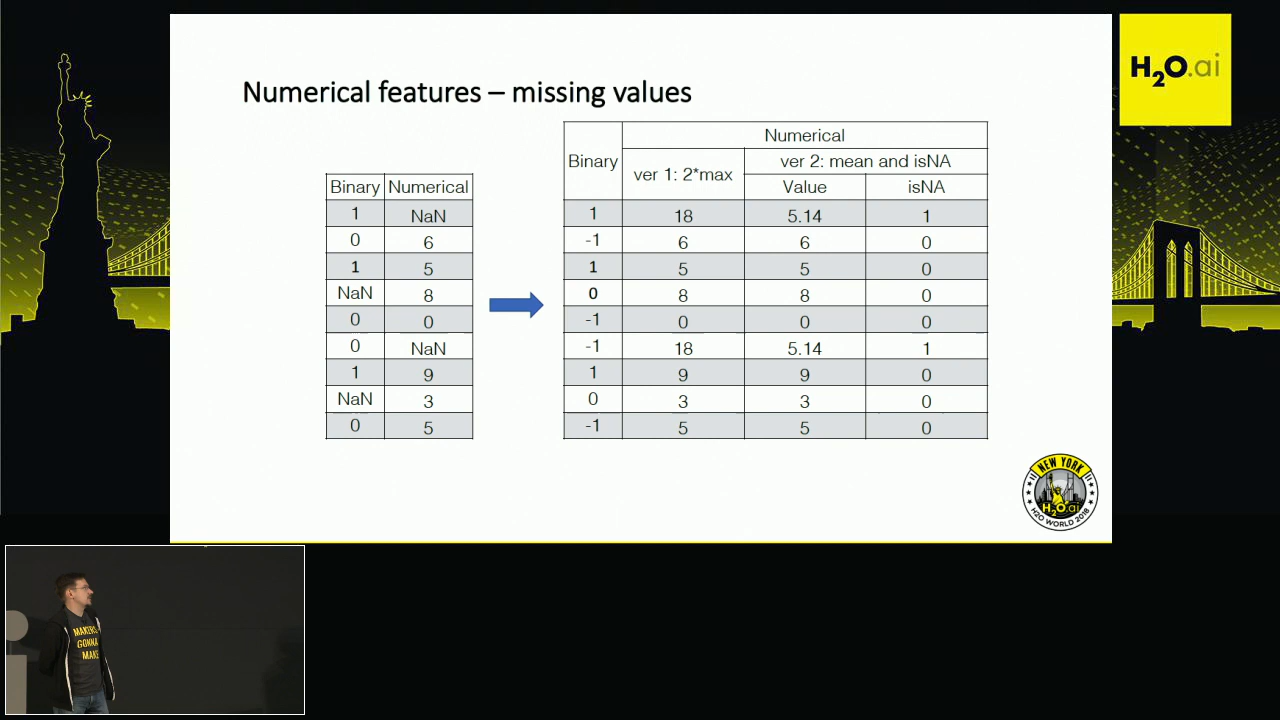 H2O.ai
Numerical features – missing values
Binary Numerical
1 NaN
0 6
1 5
NaN 8
0 0
0 NaN
1 9
NaN 3
0 5
Binary Numerical
ver 1: 2*max ver 2: mean and isNA
Value isNA
1 18 5.14 1
-1 6 6 0
1 5 5 0
0 8 8 0
-1 0 0 0
-1 18 5.14 1
1 9 9 0
0 3 3 0
-1 5 5 0
NEW YORK
H2O.ai
H2O WORLD 2018
MAKERS
GONNA
MAKE